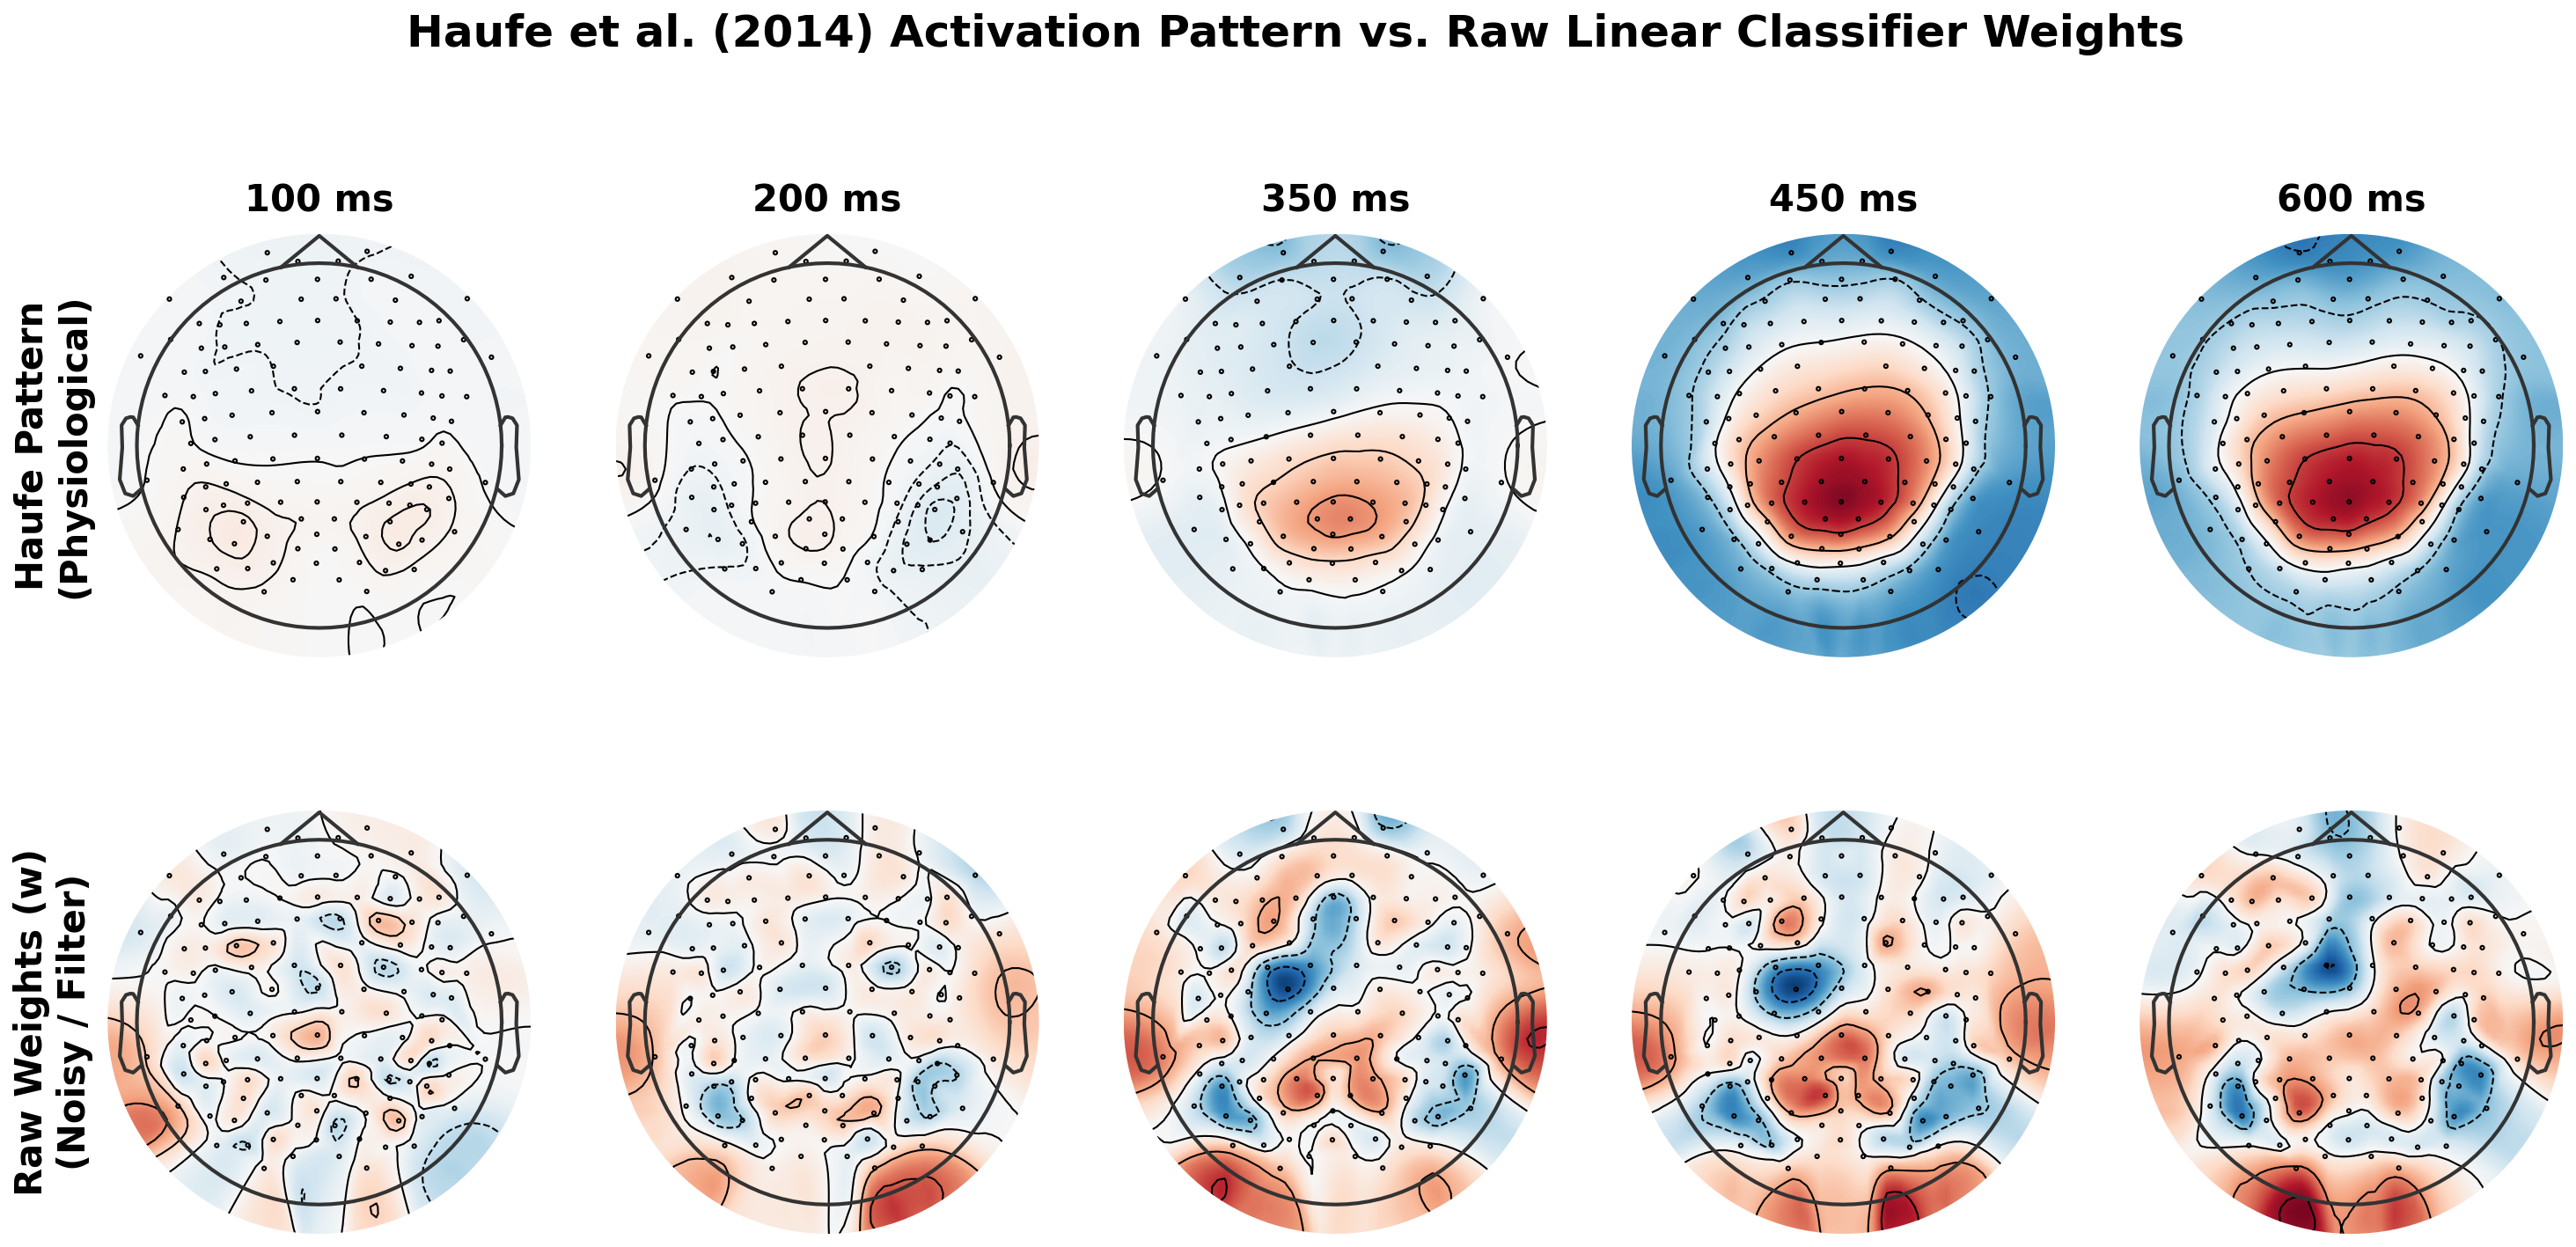 Haufe et al. (2014) Activation Pattern vs. Raw Linear Classifier Weights
100 ms
200 ms
350 ms
450 ms
600 ms
Haufe Pattern
(Physiological)
Raw Weights (w)
(Noisy / Filter)